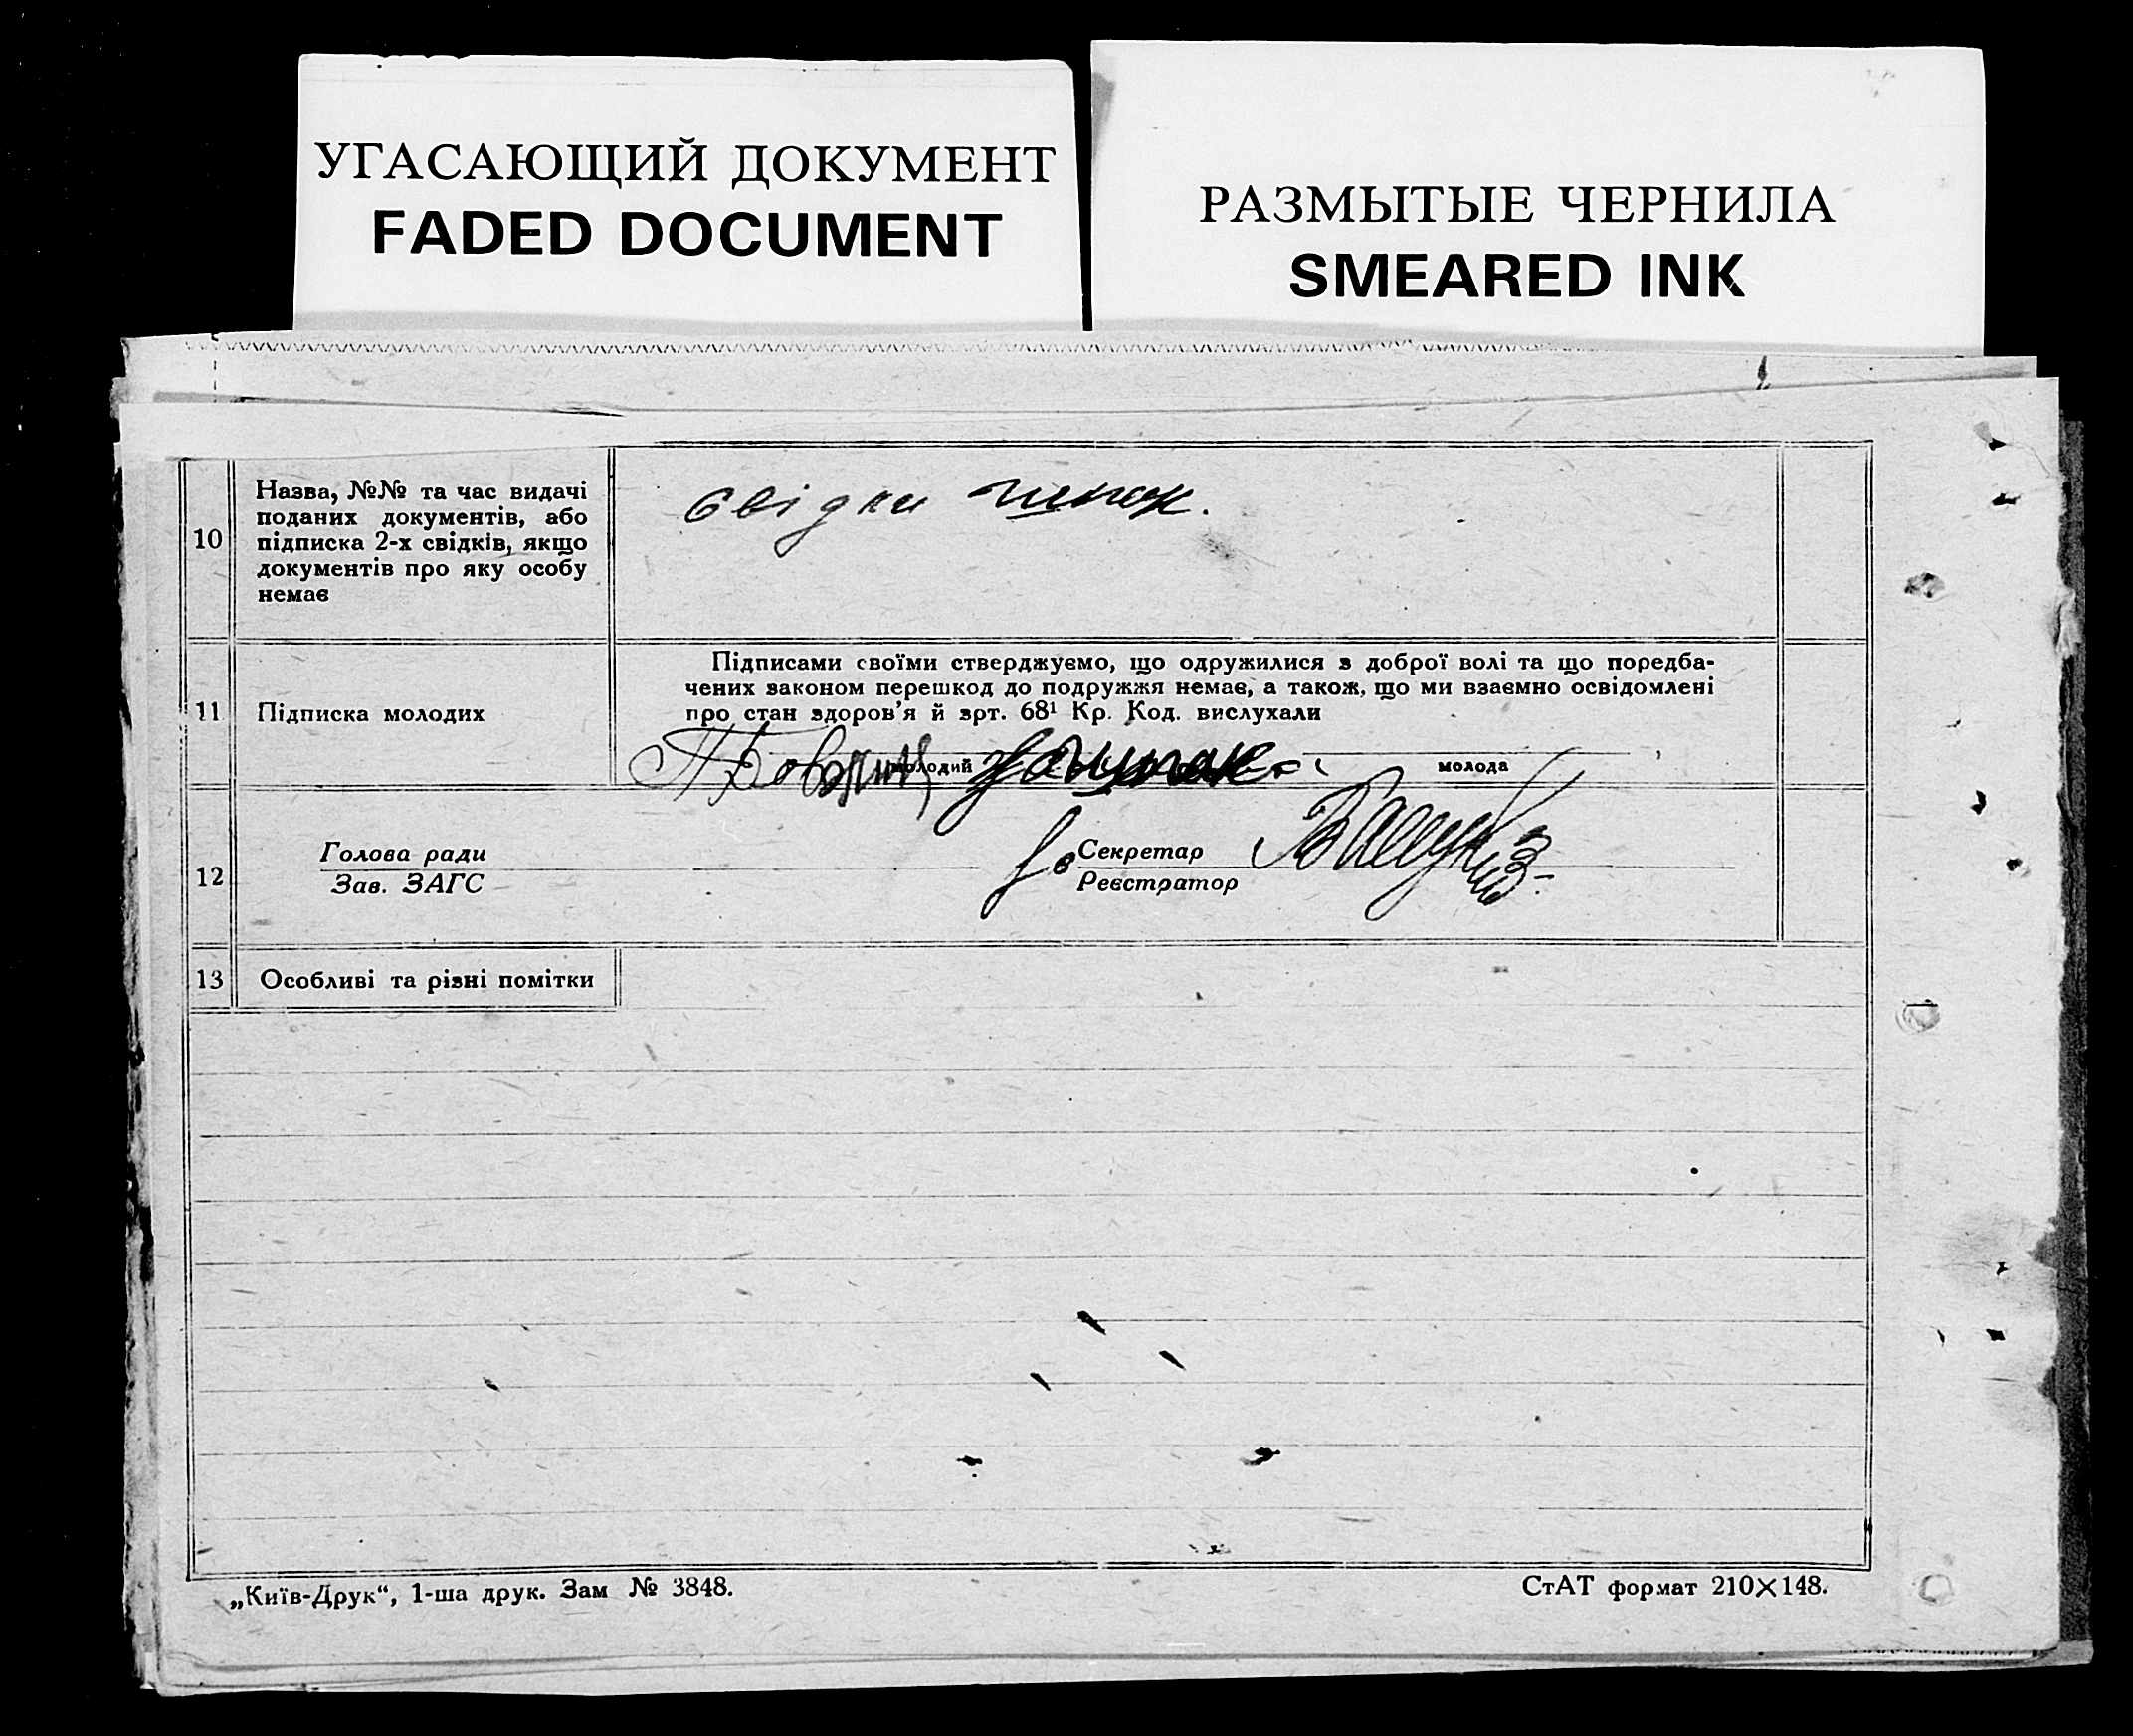 УГАСАЮЩИЙ ДОКУМЕНТ
FADED DOCUMENT
РАЗМЫТЫЕ ЧЕРНИЛА
SMEARED INK
10
Назва, №№ та час видачі
поданих документів, або
підписка 2-х свідків, якщо
документів про яку особу
немає
свідки
11
Підписка молодих
Підписами своїми стверджуємо, що одружилися з доброї волі та що поредба-
чених законом перешкод до подружжя немає, а також, що ми взаємно освідомлені
про стан здоров'я й зрт. 68¹ Кр. Код. вислухали
молодий
молода
12
Голова ради
Зав. ЗАГС
Секретар
Реєстратор
13
Особливі та різні помітки
„Київ-Друк“, 1-ша друк. Зам № 3848.
СтАТ формат 210×148.